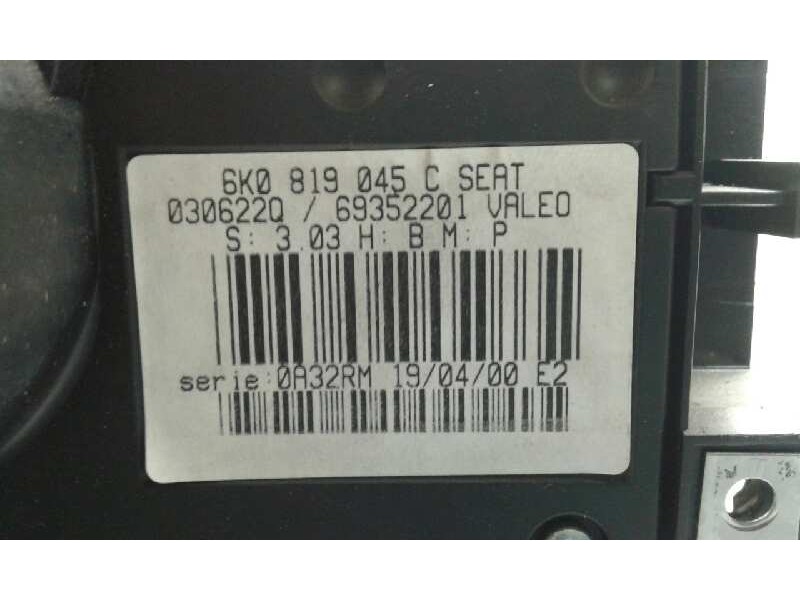 6K0 819 045 C SEAT
030622Q / 69352201 VALEO
S: 3.03 H: B M: P
serie:0A32RM 19/04/00 E2